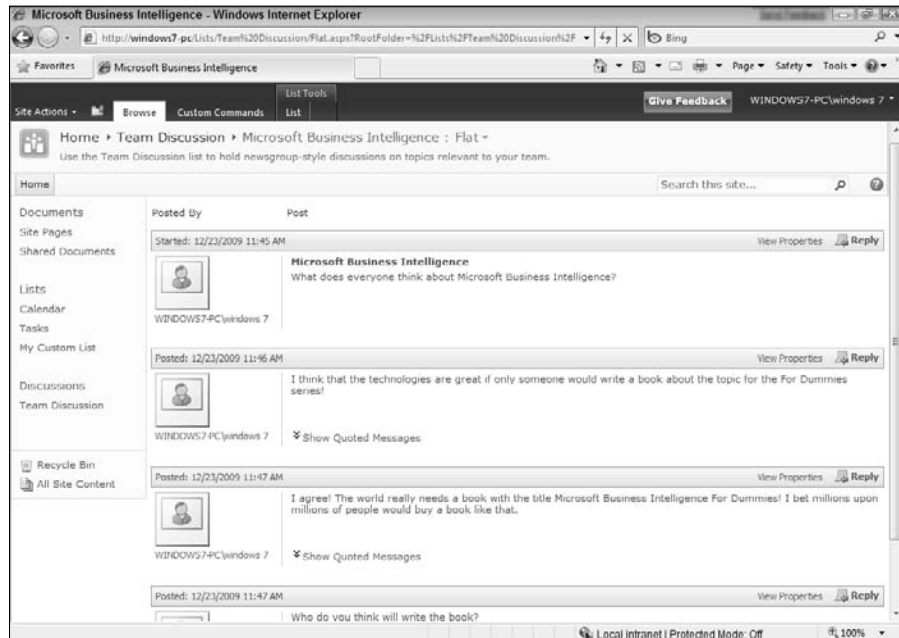 Microsoft Business Intelligence - Windows Internet Explorer
http://windows7-pc/Lists/Team%20Discussion/Flat.aspx?RootFolder=%2FLists%2FTeam%20Discussion%2F
Bing
Favorites
Microsoft Business Intelligence
Page
Safety
Tools
List Tools
Site Actions
Browse
Custom Commands
List
Give Feedback
WINDOWS7-PC\windows 7
Home
Team Discussion
Microsoft Business Intelligence : Flat
Use the Team Discussion list to hold newsgroup-style discussions on topics relevant to your team.
Home
Search this site...
Documents
Site Pages
Shared Documents
Lists
Calendar
Tasks
My Custom List
Discussions
Team Discussion
Recycle Bin
All Site Content
Posted By
Post
Started: 12/23/2009 11:45 AM
View Properties
Reply
Microsoft Business Intelligence
What does everyone think about Microsoft Business Intelligence?
WINDOWS7-PC\windows 7
Posted: 12/23/2009 11:46 AM
View Properties
Reply
I think that the technologies are great if only someone would write a book about the topic for the For Dummies
series!
WINDOWS7-PC\windows 7
Show Quoted Messages
Posted: 12/23/2009 11:47 AM
View Properties
Reply
I agree! The world really needs a book with the title Microsoft Business Intelligence For Dummies! I bet millions upon
millions of people would buy a book like that.
WINDOWS7-PC\windows 7
Show Quoted Messages
Posted: 12/23/2009 11:47 AM
View Properties
Reply
Who do you think will write the book?
Local intranet | Protected Mode: Off
100%